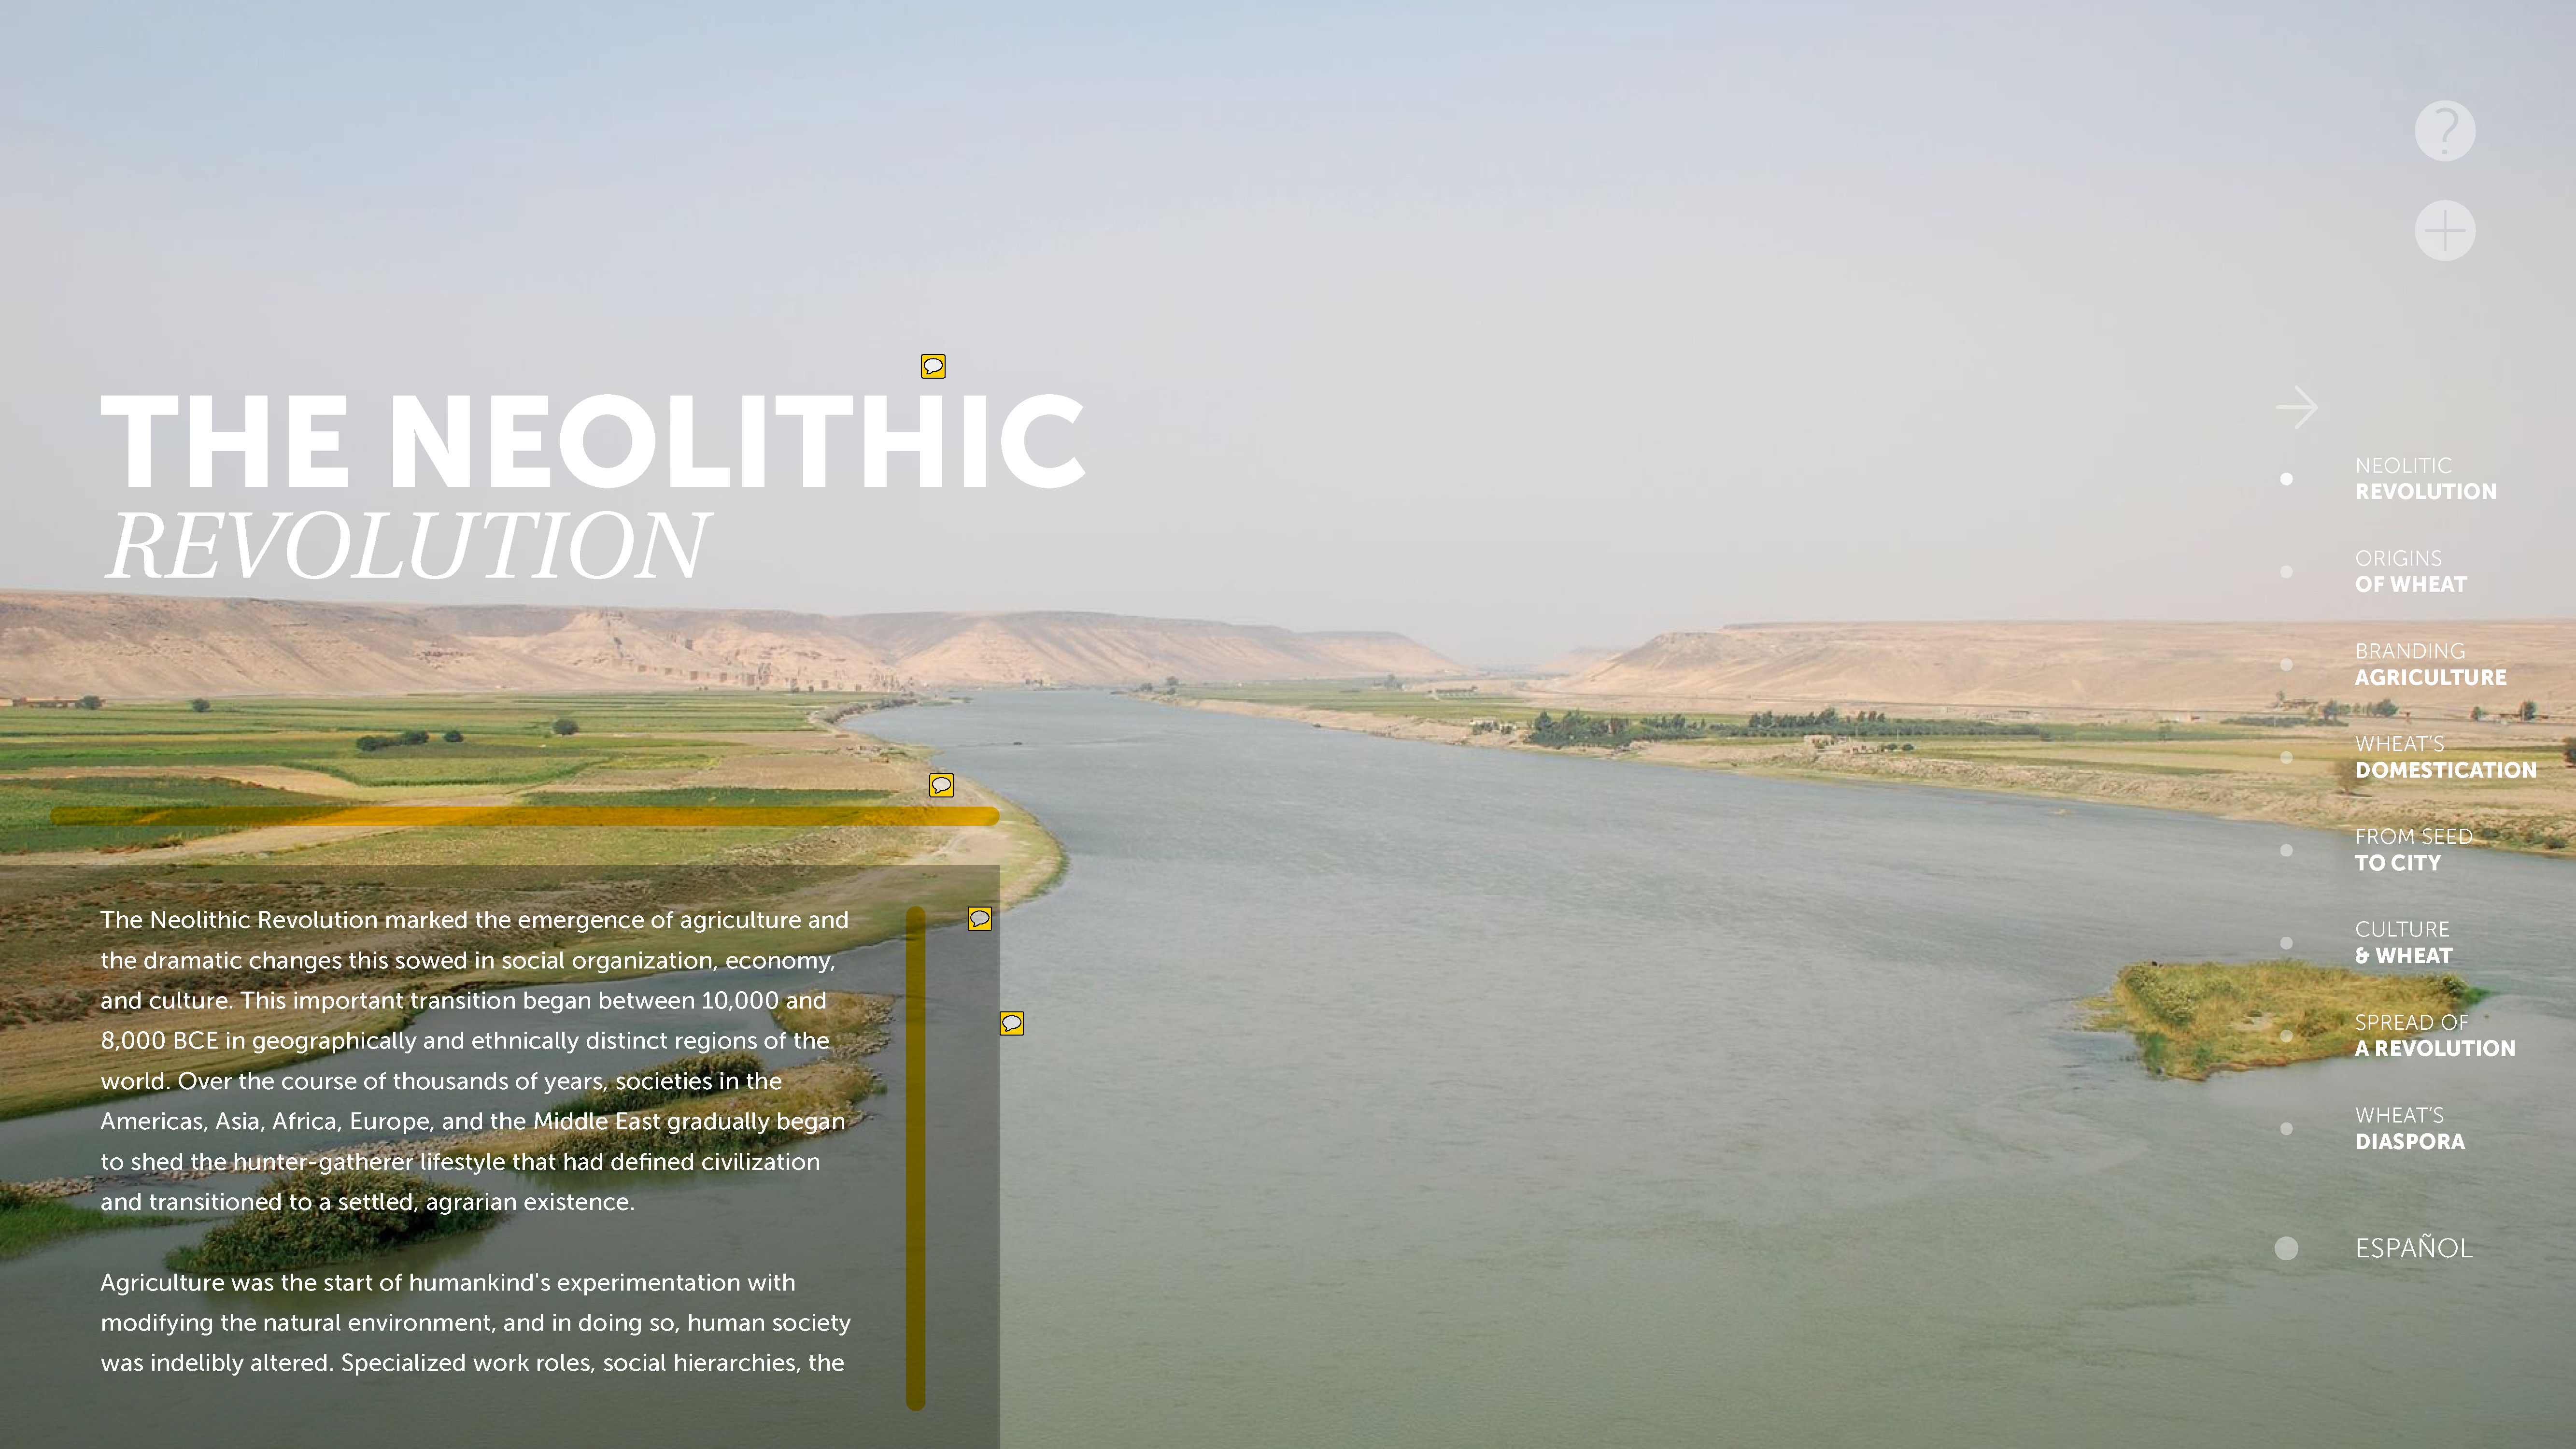 ?
THE NEOLITHIC
REVOLUTION
The Neolithic Revolution marked the emergence of agriculture and
the dramatic changes this sowed in social organization, economy,
and culture. This important transition began between 10,000 and
8,000 BCE in geographically and ethnically distinct regions of the
world. Over the course of thousands of years, societies in the
Americas, Asia, Africa, Europe, and the Middle East gradually began
to shed the hunter-gatherer lifestyle that had defined civilization
and transitioned to a settled, agrarian existence.
Agriculture was the start of humankind's experimentation with
modifying the natural environment, and in doing so, human society
was indelibly altered. Specialized work roles, social hierarchies, the
NEOLITIC
REVOLUTION
ORIGINS
OF WHEAT
BRANDING
AGRICULTURE
WHEAT'S
DOMESTICATION
FROM SEED
TO CITY
CULTURE
& WHEAT
SPREAD OF
A REVOLUTION
WHEAT'S
DIASPORA
ESPAÑOL